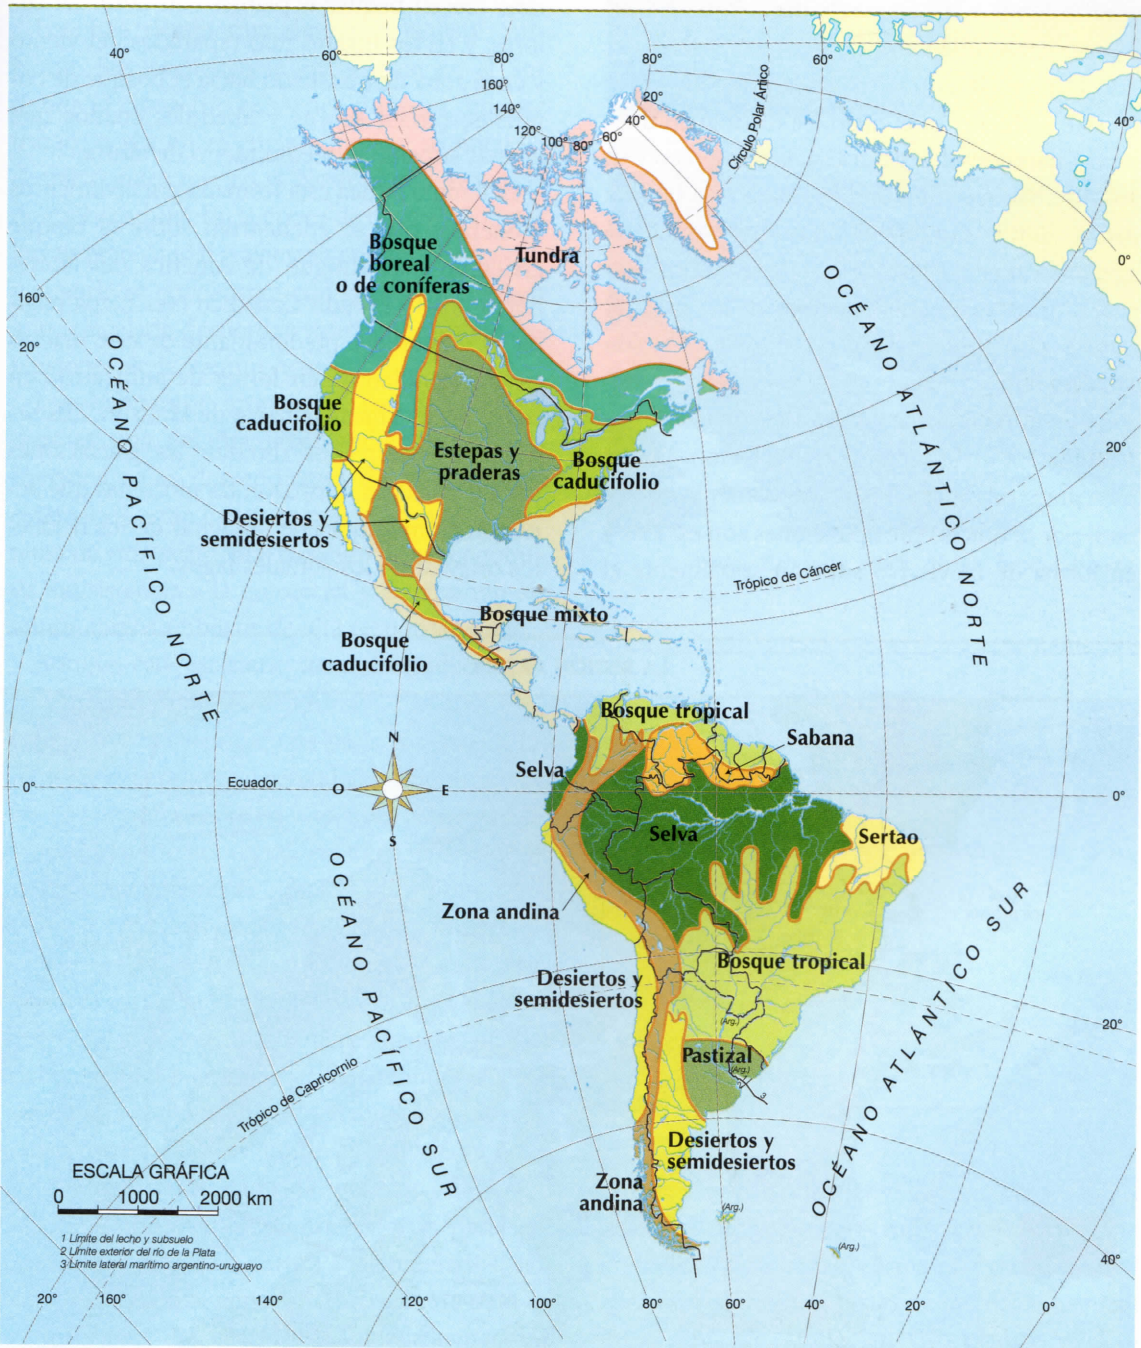 40°
60°
80°
80°
60°
160°
140°
120°
100°
80°
60°
40°
20°
Círculo Polar Ártico
40°
Bosque
boreal
o de coníferas
Tundra
0°
160°
20°
OCÉANO PACÍFICO NORTE
OCÉANO ATLÁNTICO NORTE
Bosque
caducifolio
Estepas y
praderas
Bosque
caducifolio
20°
Desiertos y
semidesiertos
Trópico de Cáncer
Bosque mixto
Bosque
caducifolio
Bosque tropical
Sabana
N
O
E
S
Selva
0°
Ecuador
0°
Selva
Sertao
Zona andina
OCÉANO PACÍFICO SUR
OCÉANO ATLÁNTICO SUR
Bosque tropical
Desiertos y
semidesiertos
(Arg.)
20°
Pastizal
(Arg.)
1
2
3
Trópico de Capricornio
Desiertos y
semidesiertos
Zona
andina
(Arg.)
(Arg.)
40°
ESCALA GRÁFICA
0 1000 2000 km
1 Límite del lecho y subsuelo
2 Límite exterior del río de la Plata
3 Límite lateral marítimo argentino-uruguayo
20°
160°
140°
120°
100°
80°
60°
40°
20°
0°